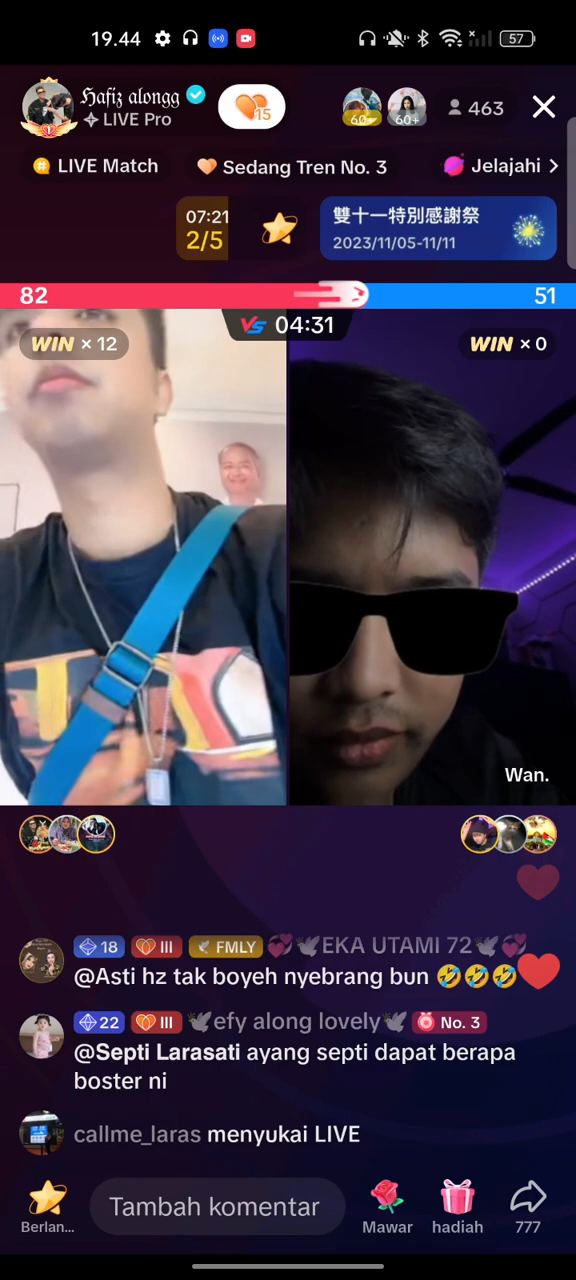 19.44
57
Hafiz alongg
LIVE Pro
15
60+
60+
463
LIVE Match
Sedang Tren No. 3
Jelajahi
07:21
2/5
雙十一特別感謝祭
2023/11/05-11/11
82
51
VS 04:31
WIN × 12
WIN × 0
Wan.
18 III FMLY 💞🕊EKA UTAMI 72🕊💞
@Asti hz tak boyeh nyebrang bun 🤣🤣🤣
22 III 🕊efy along lovely🕊 No. 3
@Septi Larasati ayang septi dapat berapa
boster ni
callme_laras menyukai LIVE
Berlan...
Tambah komentar
Mawar
hadiah
777